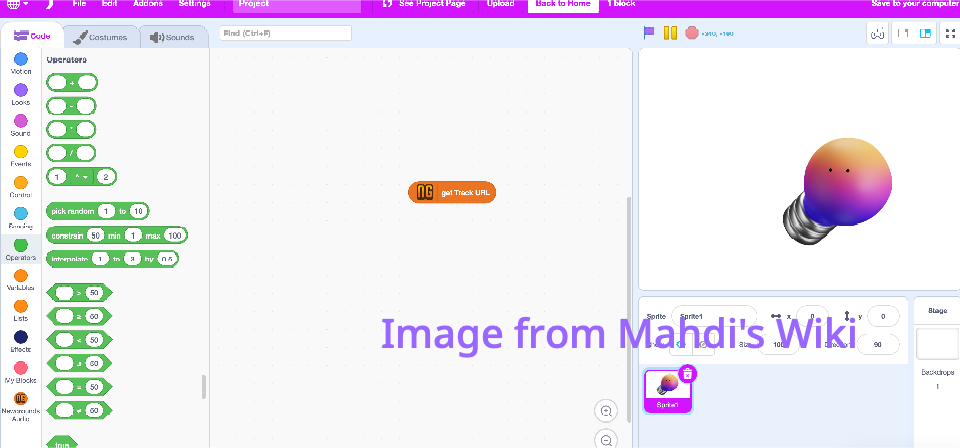 File Edit Addons Settings Project See Project Page Upload Back to Home 1 block Save to your computer
Code Costumes Sounds Find (Ctrl+F)
Motion
Looks
Sound
Events
Control
Sensing
Operators
Variables
Lists
Effects
My Blocks
Newgrounds Audio
Operators
+
-
*
/
1 ^ 2
pick random 1 to 10
constrain 50 min 1 max 100
interpolate 1 to 3 by 0.5
> 50
≥ 50
< 50
≤ 50
= 50
≠ 50
true
NG get Track URL
Image from Mahdi's Wiki
Sprite Sprite1 x 0 y 0
Size 100 90
Sprite1
Stage
Backdrops
1